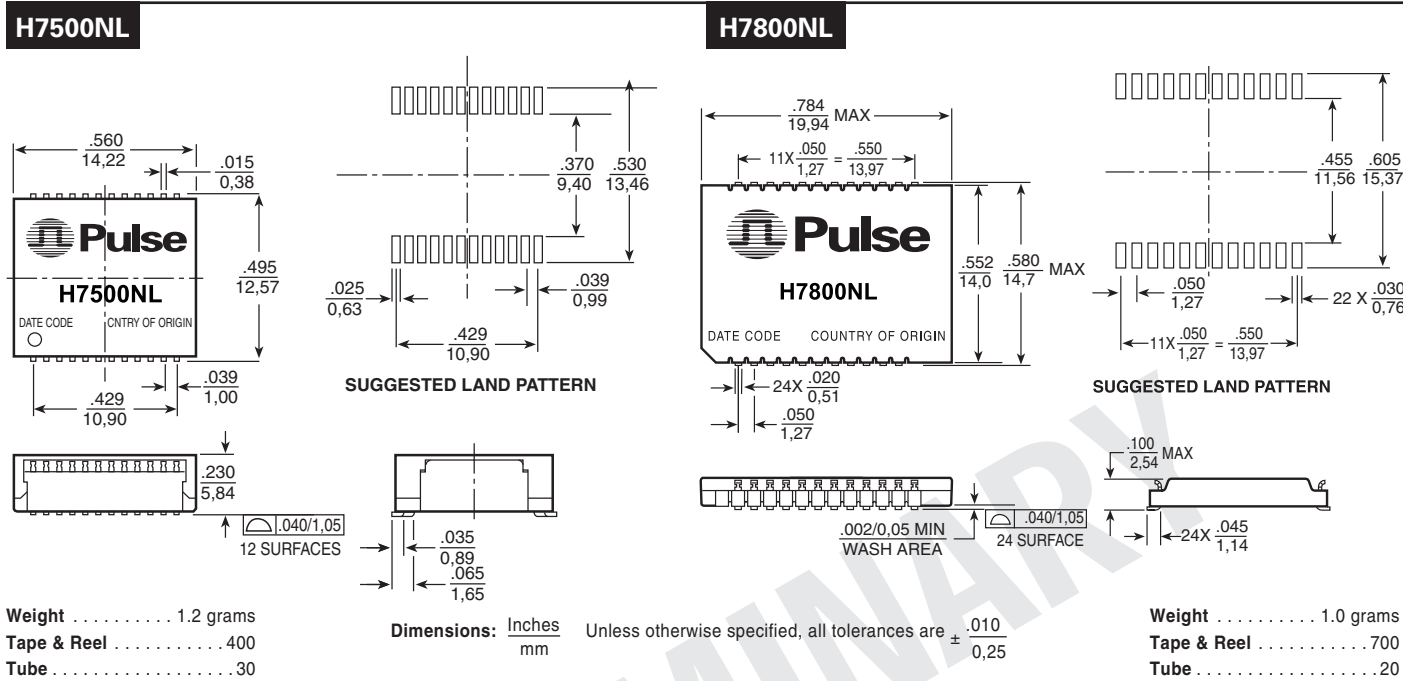 H7500NL
.560
14,22
.015
0,38
.370
9,40
.530
13,46
Pulse
H7500NL
DATE CODE CNTRY OF ORIGIN
.495
12,57
.025
0,63
.039
0,99
.429
10,90
SUGGESTED LAND PATTERN
.039
1,00
.429
10,90
.230
5,84
.040/1,05
12 SURFACES
.035
0,89
.065
1,65
Weight . . . . . . . . . . 1.2 grams
Tape & Reel . . . . . . . . . . . 400
Tube . . . . . . . . . . . . . . . . . . 30
Dimensions: Inches
mm
Unless otherwise specified, all tolerances are ± .010
0,25
H7800NL
.784
19,94 MAX
11X .050 = .550
1,27 13,97
Pulse
H7800NL
DATE CODE COUNTRY OF ORIGIN
.552
14,0
.580
14,7 MAX
24X .020
0,51
.050
1,27
.455
11,56
.605
15,37
.050
1,27
22 X .030
0,76
11X .050 = .550
1,27 13,97
SUGGESTED LAND PATTERN
.002/0,05 MIN
WASH AREA
.040/1,05
24 SURFACE
.100
2,54 MAX
24X .045
1,14
Weight . . . . . . . . . . 1.0 grams
Tape & Reel . . . . . . . . . . . 700
Tube . . . . . . . . . . . . . . . . . . 20
MINARY